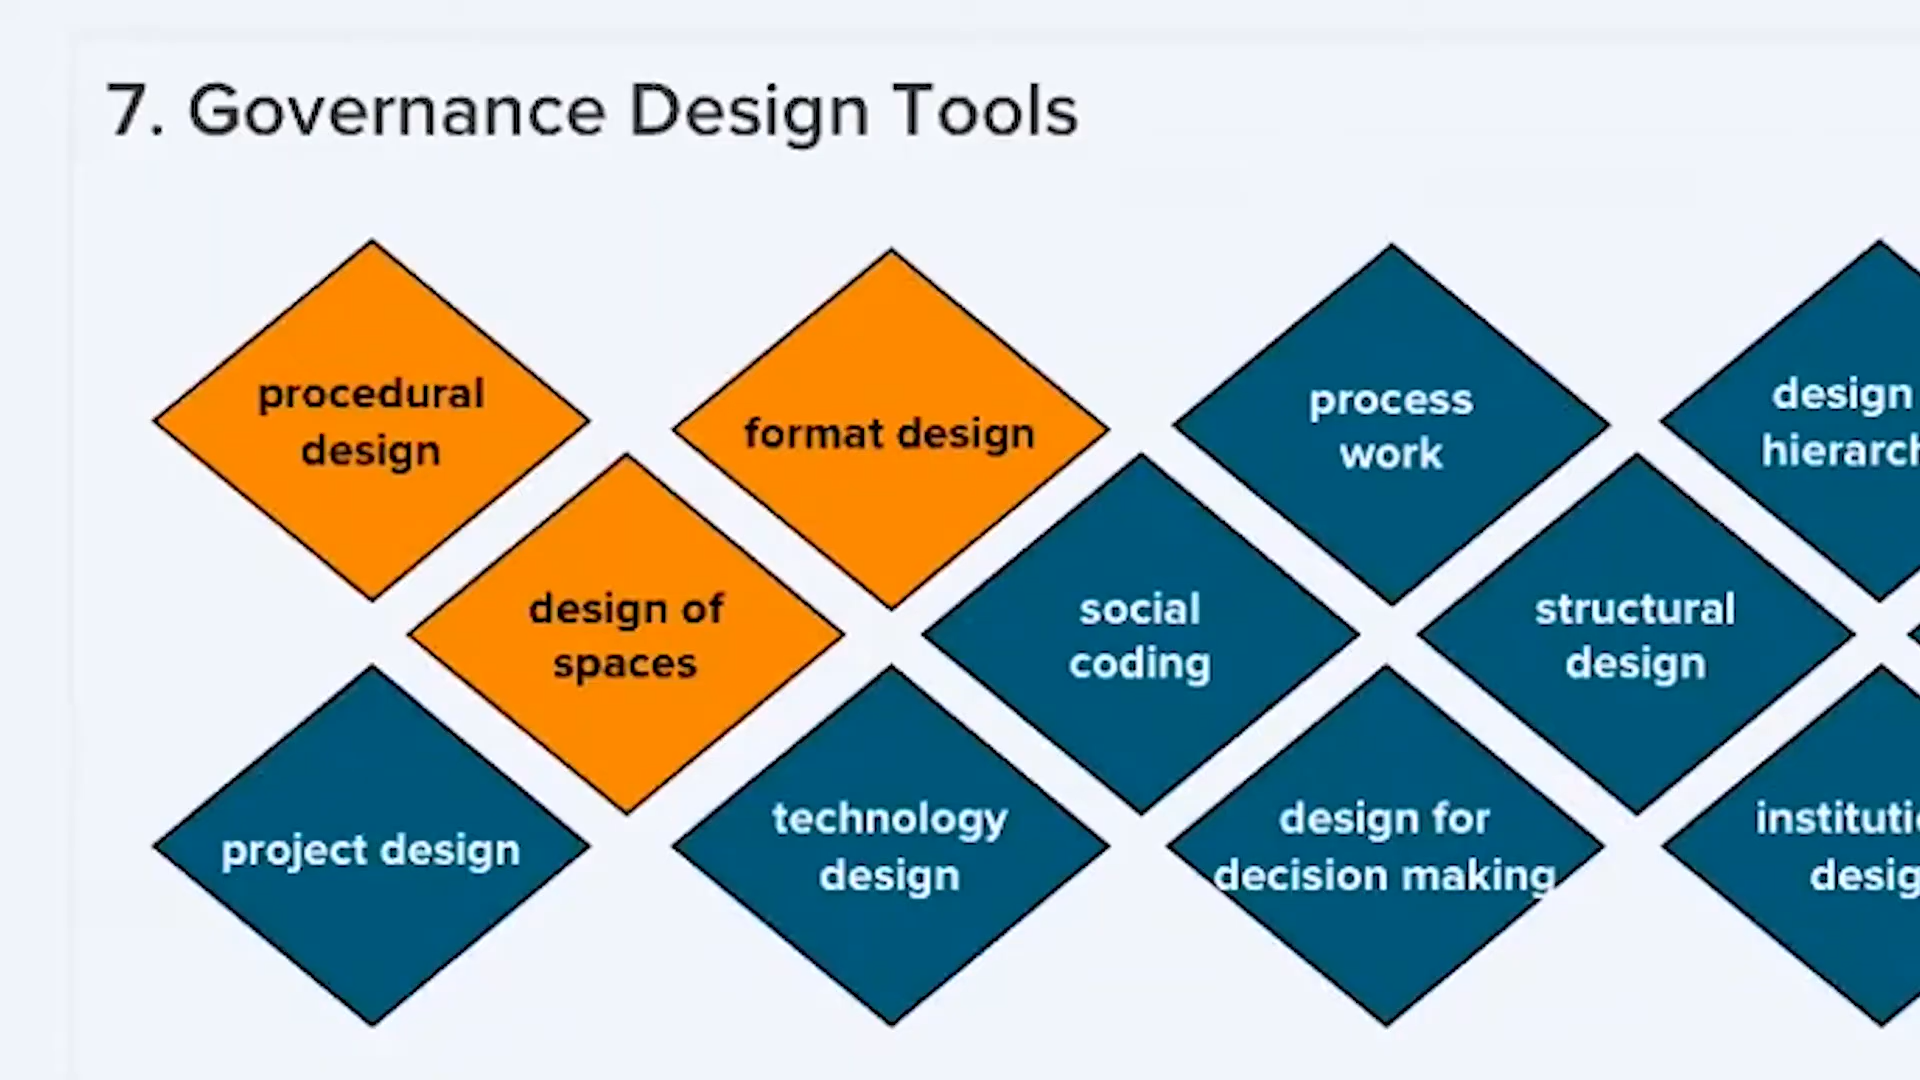 7. Governance Design Tools
procedural
design
format design
process
work
design
design of
spaces
social
coding
structural
design
project design
technology
design
design for
decision making